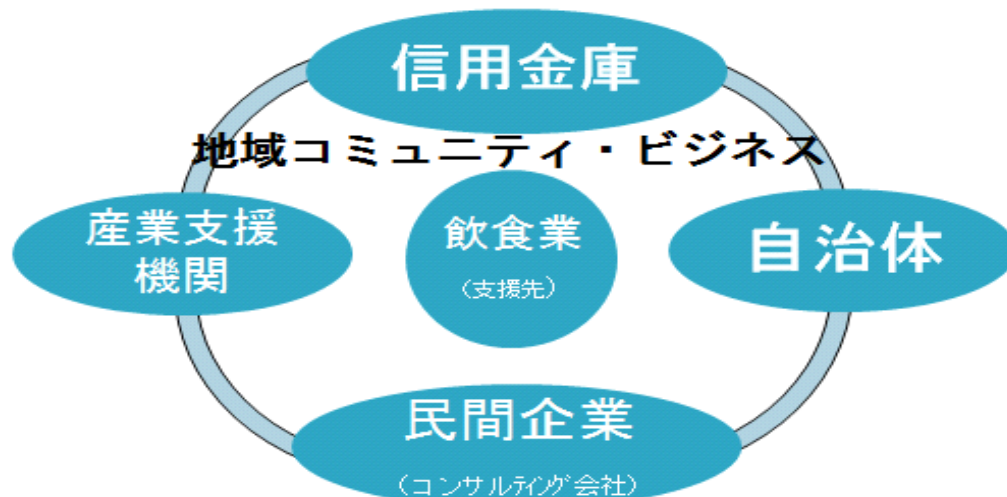 信用金庫
地域コミュニティ・ビジネス
産業支援
機関
飲食業
（支援先）
自治体
民間企業
（コンサルティング会社）